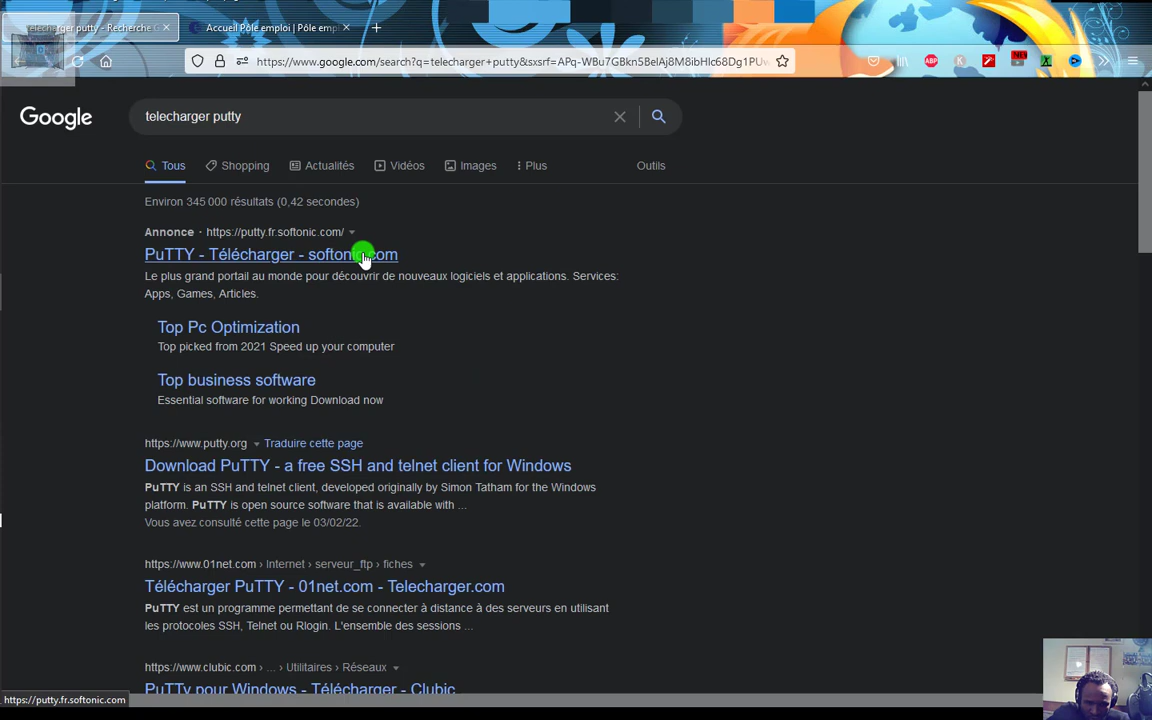 telecharger putty - Recherche G
Accueil Pôle emploi | Pôle empl
https://www.google.com/search?q=telecharger+putty&sxsrf=APq-WBu7GBkn5BelAj8M8ibHlc68Dg1PUw
Google
telecharger putty
Tous
Shopping
Actualités
Vidéos
Images
Plus
Outils
Environ 345 000 résultats (0,42 secondes)
Annonce · https://putty.fr.softonic.com/
PuTTY - Télécharger - softonic.com
Le plus grand portail au monde pour découvrir de nouveaux logiciels et applications. Services:
Apps, Games, Articles.
Top Pc Optimization
Top picked from 2021 Speed up your computer
Top business software
Essential software for working Download now
https://www.putty.org Traduire cette page
Download PuTTY - a free SSH and telnet client for Windows
PuTTY is an SSH and telnet client, developed originally by Simon Tatham for the Windows
platform. PuTTY is open source software that is available with ...
Vous avez consulté cette page le 03/02/22.
https://www.01net.com › Internet › serveur_ftp › fiches
Télécharger PuTTY - 01net.com - Telecharger.com
PuTTY est un programme permettant de se connecter à distance à des serveurs en utilisant
les protocoles SSH, Telnet ou Rlogin. L'ensemble des sessions ...
https://www.clubic.com › ... › Utilitaires › Réseaux
PuTTy pour Windows - Télécharger - Clubic
https://putty.fr.softonic.com